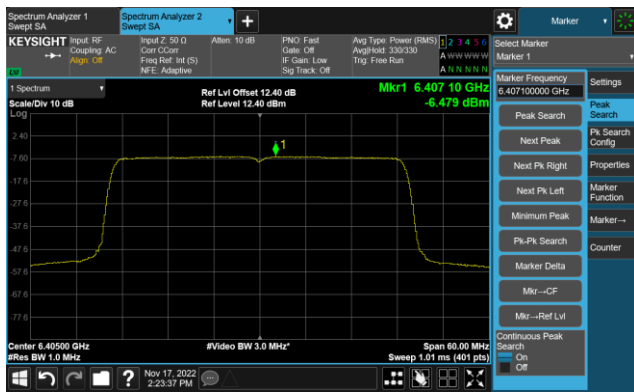 Spectrum Analyzer 1
Swept SA
Spectrum Analyzer 2
Swept SA
Marker
KEYSIGHT
Input: RF
Coupling: AC
Align: Off
Input Z: 50 Ω
Corr CCorr
Freq Ref: Int (S)
NFE: Adaptive
Atten: 10 dB
PNO: Fast
Gate: Off
IF Gain: Low
Sig Track: Off
Avg Type: Power (RMS)
Avg|Hold: 330/330
Trig: Free Run
1 2 3 4 5 6
A W W W W W
A N N N N N
LXI
Select Marker
Marker 1
1 Spectrum
Scale/Div 10 dB
Log
Ref Lvl Offset 12.40 dB
Ref Level 12.40 dBm
Mkr1 6.407 10 GHz
-6.479 dBm
2.40
-7.60
-17.6
-27.6
-37.6
-47.6
-57.6
-67.6
-77.6
1
Center 6.40500 GHz
#Res BW 1.0 MHz
#Video BW 3.0 MHz*
Span 60.00 MHz
Sweep 1.01 ms (401 pts)
Marker Frequency
6.407100000 GHz
Peak Search
Next Peak
Next Pk Right
Next Pk Left
Minimum Peak
Pk-Pk Search
Marker Delta
Mkr→CF
Mkr→Ref Lvl
Continuous Peak
Search
On
Off
Settings
Peak
Search
Pk Search
Config
Properties
Marker
Function
Marker→
Counter
Nov 17, 2022
2:23:37 PM